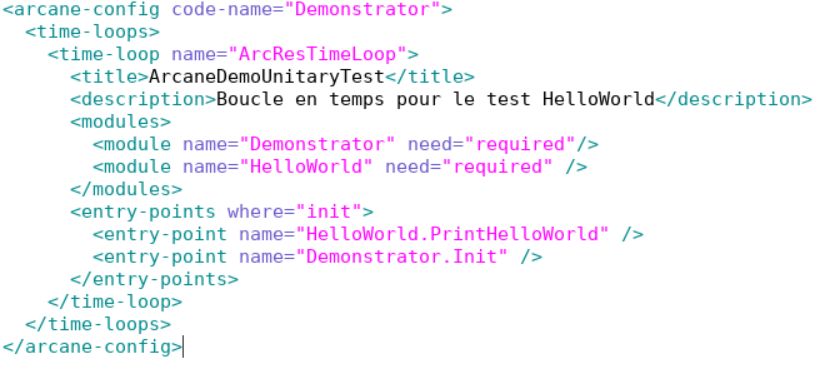 <arcane-config code-name="Demonstrator">
  <time-loops>
    <time-loop name="ArcResTimeLoop">
      <title>ArcaneDemoUnitaryTest</title>
      <description>Boucle en temps pour le test HelloWorld</description>
      <modules>
        <module name="Demonstrator" need="required"/>
        <module name="HelloWorld" need="required" />
      </modules>
      <entry-points where="init">
        <entry-point name="HelloWorld.PrintHelloWorld" />
        <entry-point name="Demonstrator.Init" />
      </entry-points>
    </time-loop>
  </time-loops>
</arcane-config>